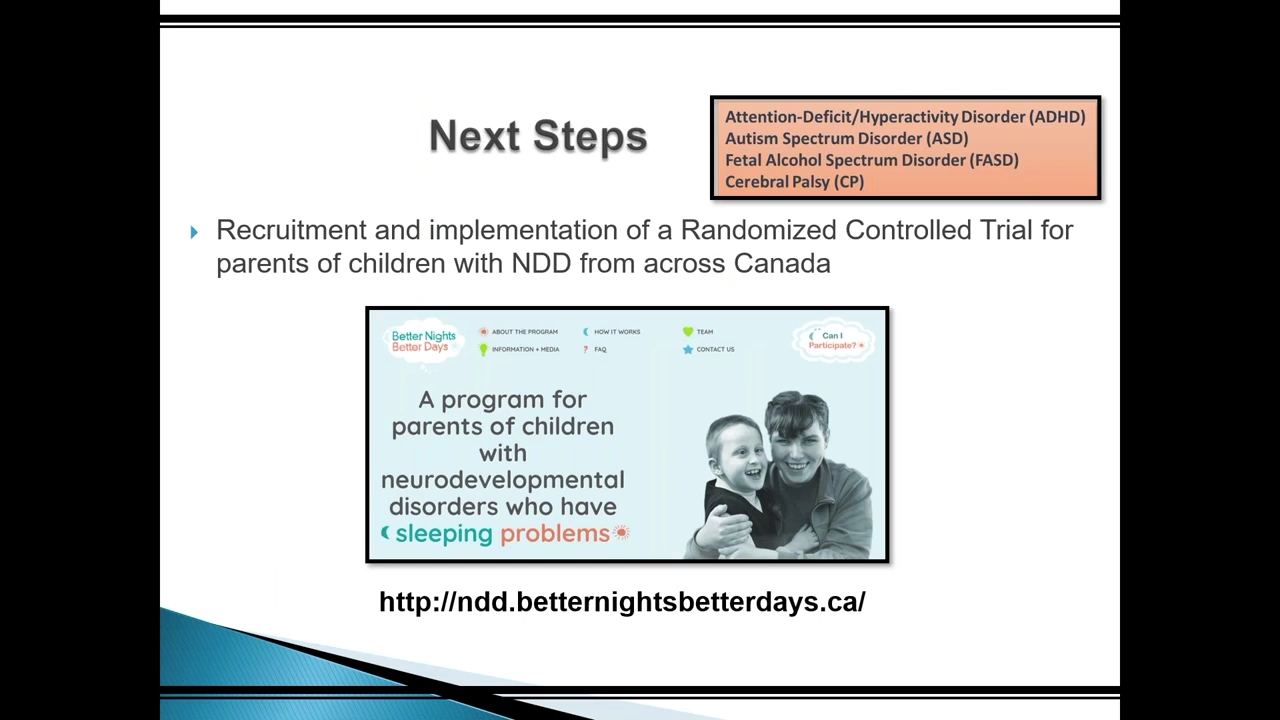 Next Steps
Attention-Deficit/Hyperactivity Disorder (ADHD)
Autism Spectrum Disorder (ASD)
Fetal Alcohol Spectrum Disorder (FASD)
Cerebral Palsy (CP)
Recruitment and implementation of a Randomized Controlled Trial for
parents of children with NDD from across Canada
Better Nights
Better Days
ABOUT THE PROGRAM
HOW IT WORKS
TEAM
INFORMATION + MEDIA
FAQ
CONTACT US
Can I
Participate?
A program for
parents of children
with
neurodevelopmental
disorders who have
sleeping problems
http://ndd.betternightsbetterdays.ca/